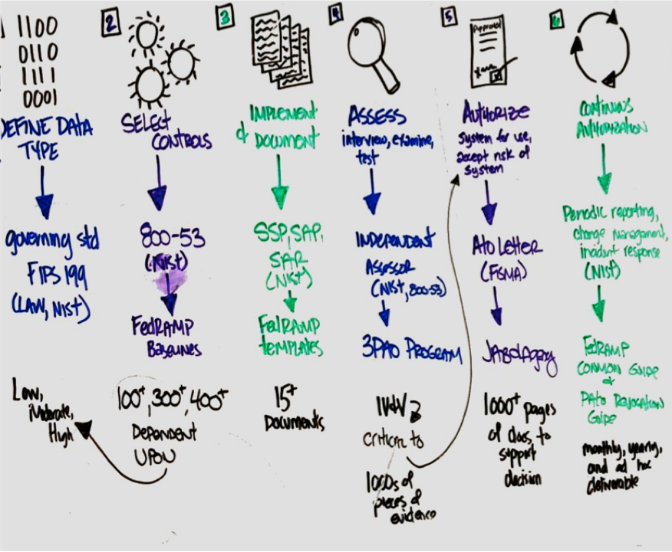 1100
0110
1111
0001
DEFINE DATA
TYPE
governing std
FIPS 199
(LAW, NIST)
Low,
Moderate,
High
2
SELECT
CONTROLS
800-53
(NIST)
FedRAMP
Baselines
100+, 300+, 400+
Dependent
UPON
3
IMPLEMENT
& DOCUMENT
SSP, SAP,
SAR
(NIST)
FedRAMP
templates
15+
Documents
4
ASSESS
interview, examine,
test
INDEPENDENT
ASSESSOR
(NIST, 800-53)
3PAO PROGRAM
criteria to
1000s of
pieces of
evidence
5
Approval
AUTHORIZE
System for use,
accept risk of
system
Ato Letter
(FISMA)
JAB or Agency
1000+ pages
of docs, to
support
decision
6
CONTINUOUS
AUTHORIZATION
Periodic reporting,
change management,
incident response
(NIST)
FedRAMP
COMMON GUIDE
&
PAto Revocation
Guide
monthly, yearly,
and ad hoc
deliverable